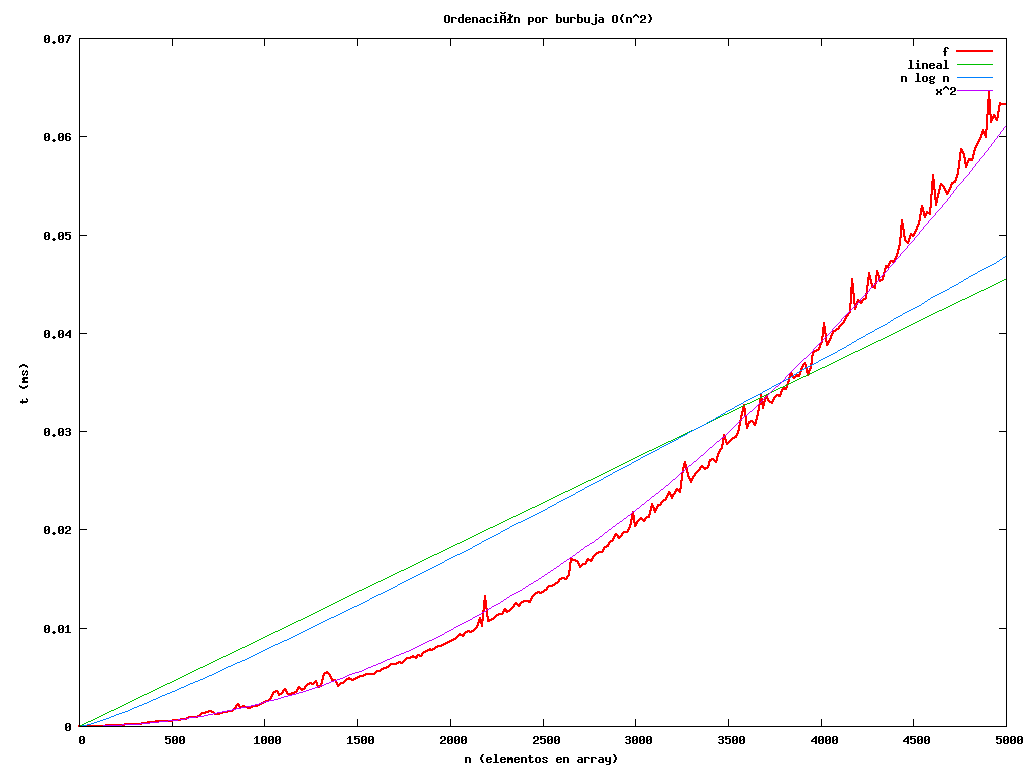 OrdenaciÃ³n por burbuja O(n^2)
0.07
f
lineal
n log n
x^2
0.06
0.05
0.04
t (ms)
0.03
0.02
0.01
0
0 500 1000 1500 2000 2500 3000 3500 4000 4500 5000
n (elementos en array)